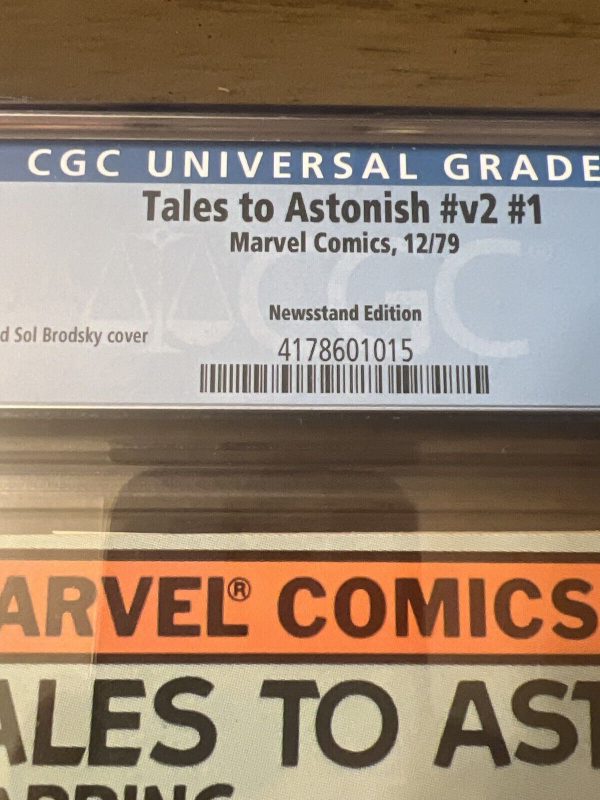 CGC UNIVERSAL GRADE
Tales to Astonish #v2 #1
Marvel Comics, 12/79
CGC
Newsstand Edition
d Sol Brodsky cover
4178601015
ARVEL® COMICS
ALES TO AST